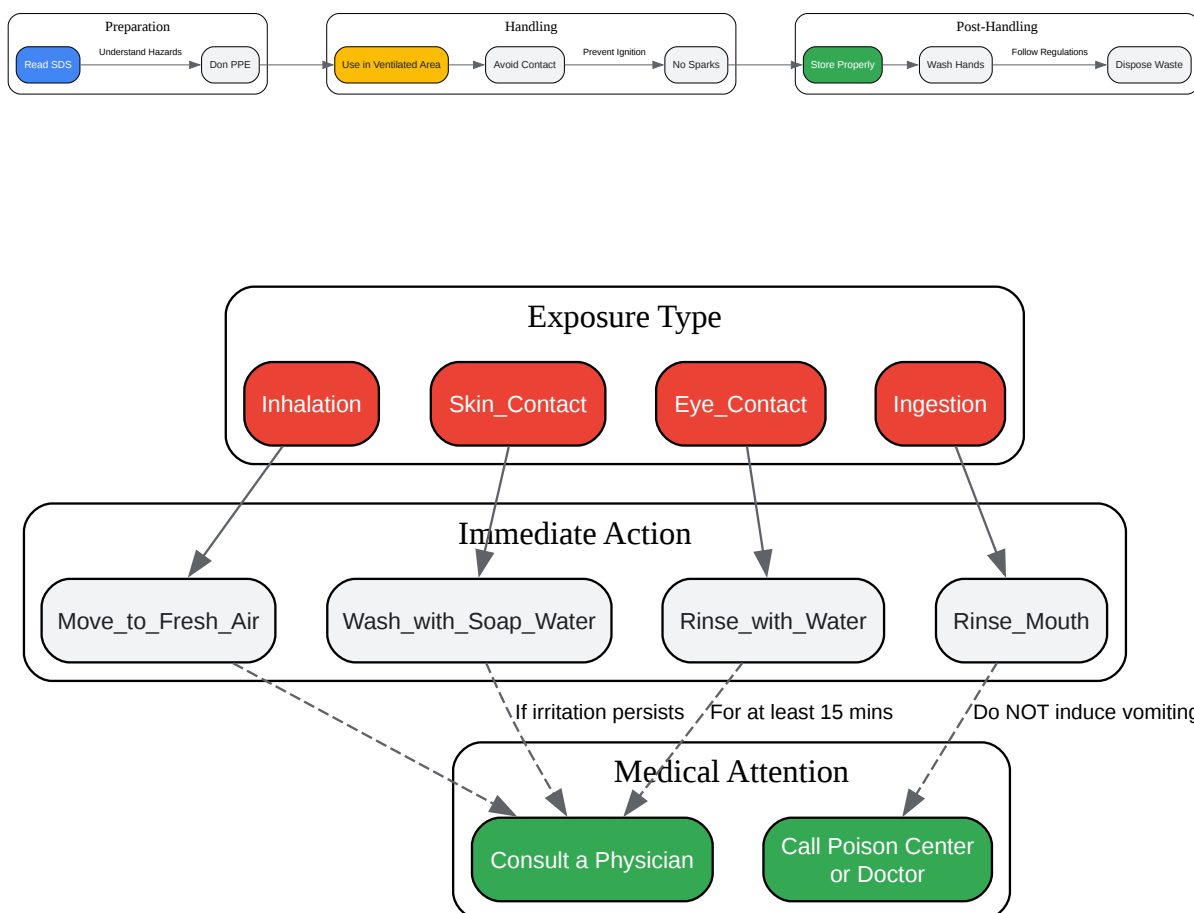 Preparation
Handling
Post-Handling
Read SDS
Understand Hazards
Don PPE
Use in Ventilated Area
Avoid Contact
Prevent Ignition
No Sparks
Store Properly
Wash Hands
Follow Regulations
Dispose Waste
Exposure Type
Inhalation
Skin_Contact
Eye_Contact
Ingestion
Immediate Action
Move_to_Fresh_Air
Wash_with_Soap_Water
Rinse_with_Water
Rinse_Mouth
If irritation persists
For at least 15 mins
Do NOT induce vomiting
Medical Attention
Consult a Physician
Call Poison Center
or Doctor